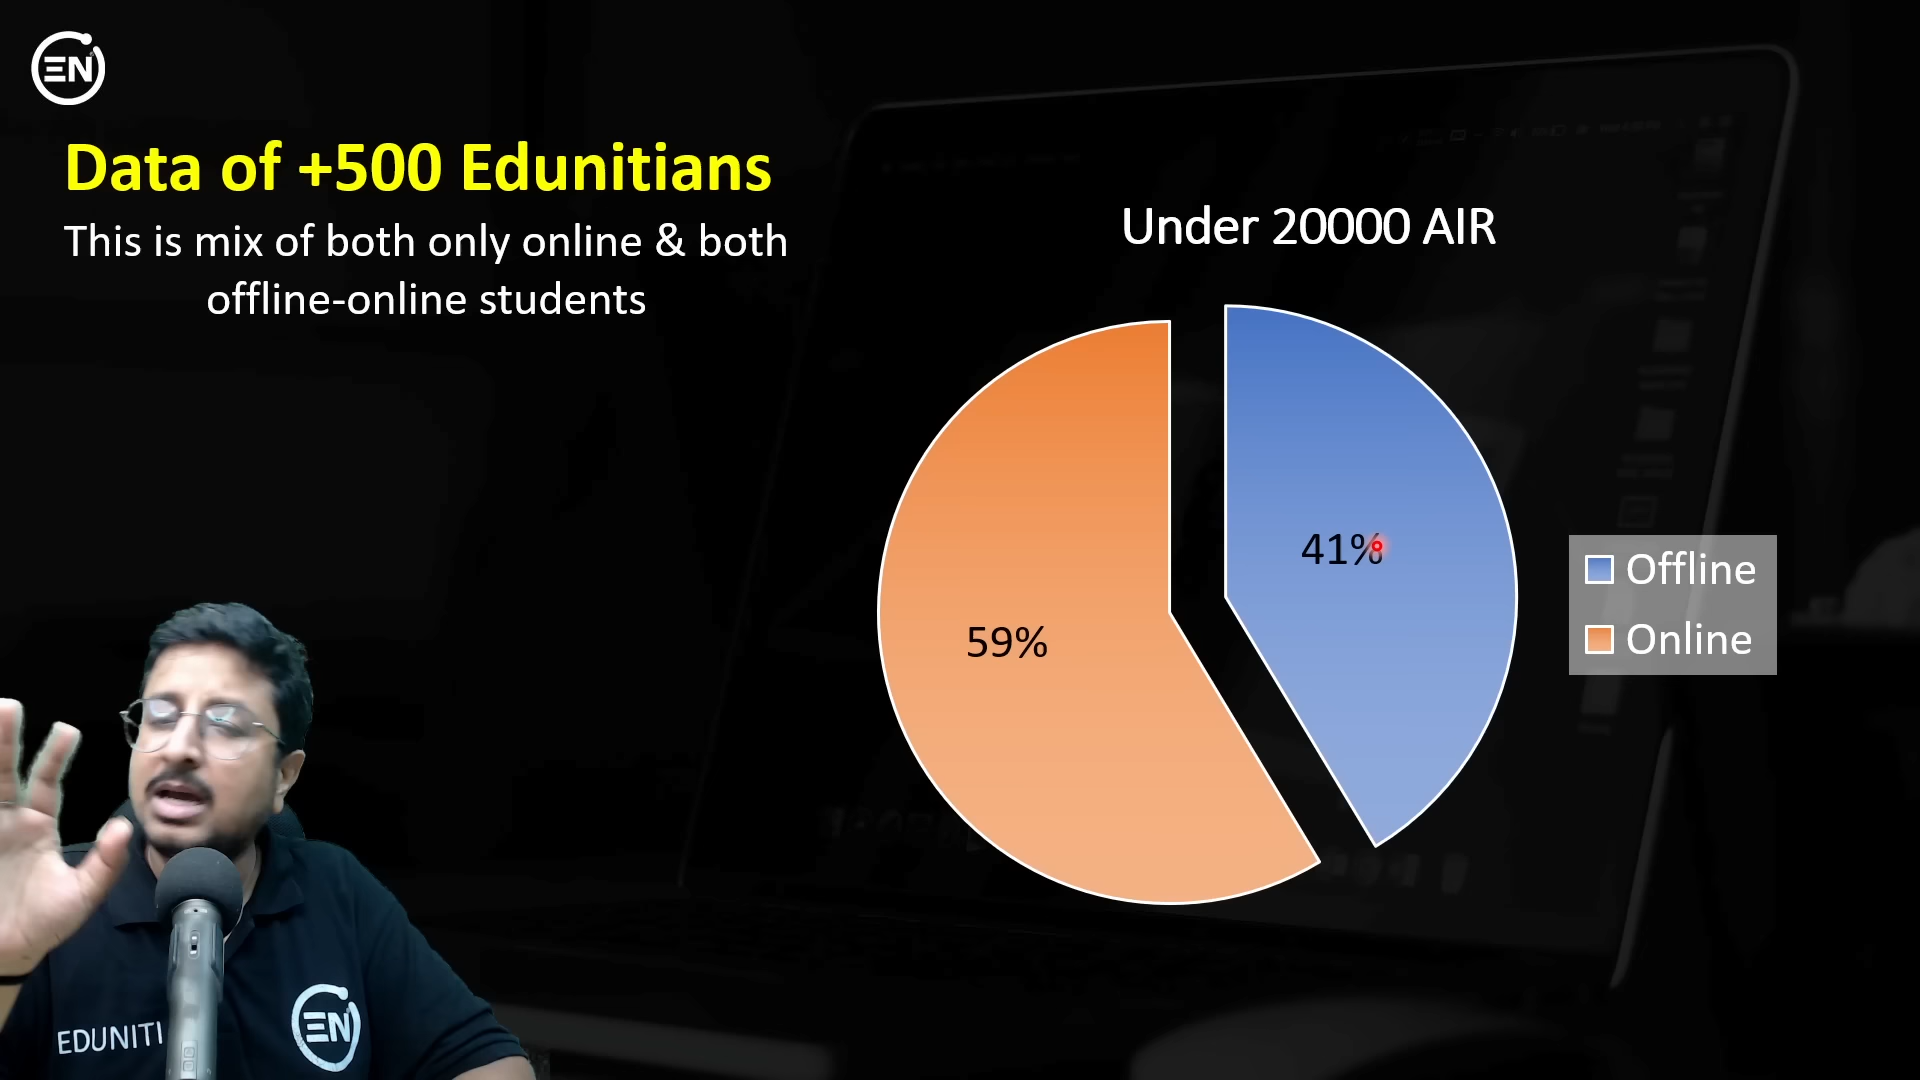 EN
Data of +500 Edunitians
This is mix of both only online & both
offline-online students
Under 20000 AIR
41%
59%
Offline
Online
EDUNITI
EN